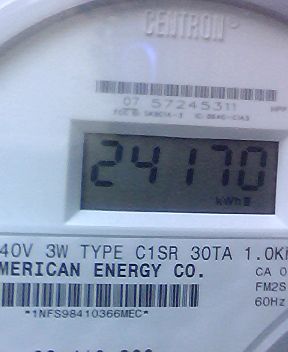 CENTRON
07 57245311
24170
kWh
40V 3W TYPE C1SR 30TA 1.0K
MERICAN ENERGY CO.
CA 0
FM2S
60Hz
*1NFS98410366MEC*